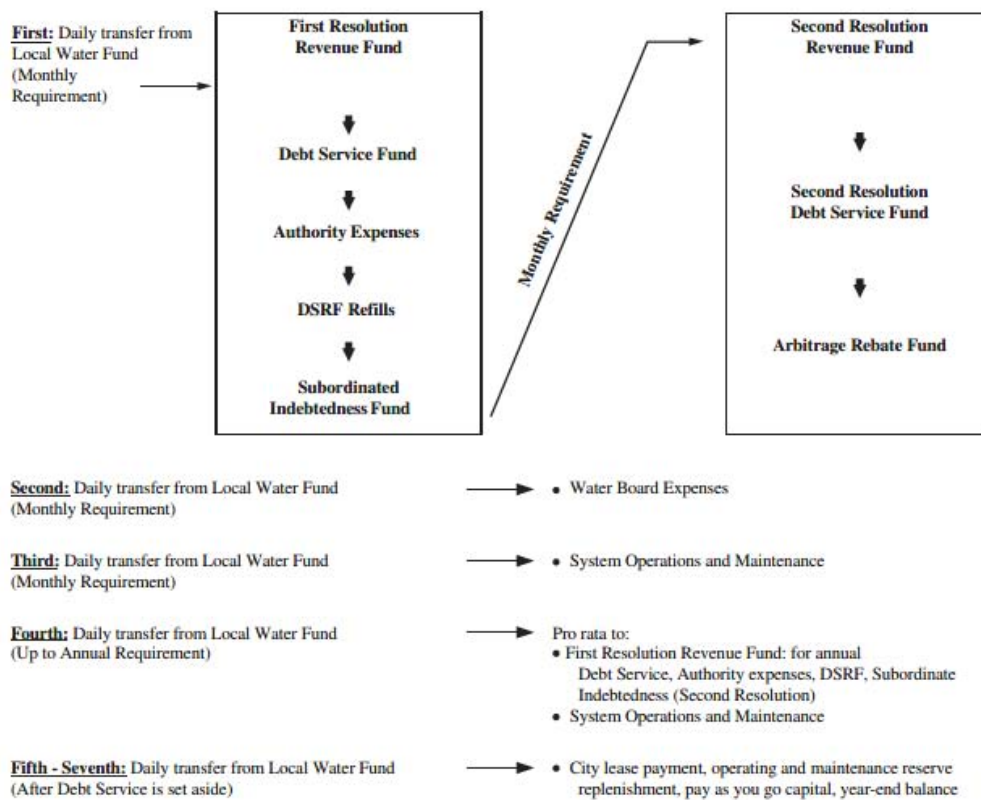 First: Daily transfer from
Local Water Fund
(Monthly
Requirement)
First Resolution
Revenue Fund
Debt Service Fund
Authority Expenses
DSRF Refills
Subordinated
Indebtedness Fund
Monthly Requirement
Second Resolution
Revenue Fund
Second Resolution
Debt Service Fund
Arbitrage Rebate Fund
Second: Daily transfer from Local Water Fund
(Monthly Requirement)
• Water Board Expenses
Third: Daily transfer from Local Water Fund
(Monthly Requirement)
• System Operations and Maintenance
Fourth: Daily transfer from Local Water Fund
(Up to Annual Requirement)
Pro rata to:
• First Resolution Revenue Fund: for annual
Debt Service, Authority expenses, DSRF, Subordinate
Indebtedness (Second Resolution)
• System Operations and Maintenance
Fifth - Seventh: Daily transfer from Local Water Fund
(After Debt Service is set aside)
• City lease payment, operating and maintenance reserve
replenishment, pay as you go capital, year-end balance